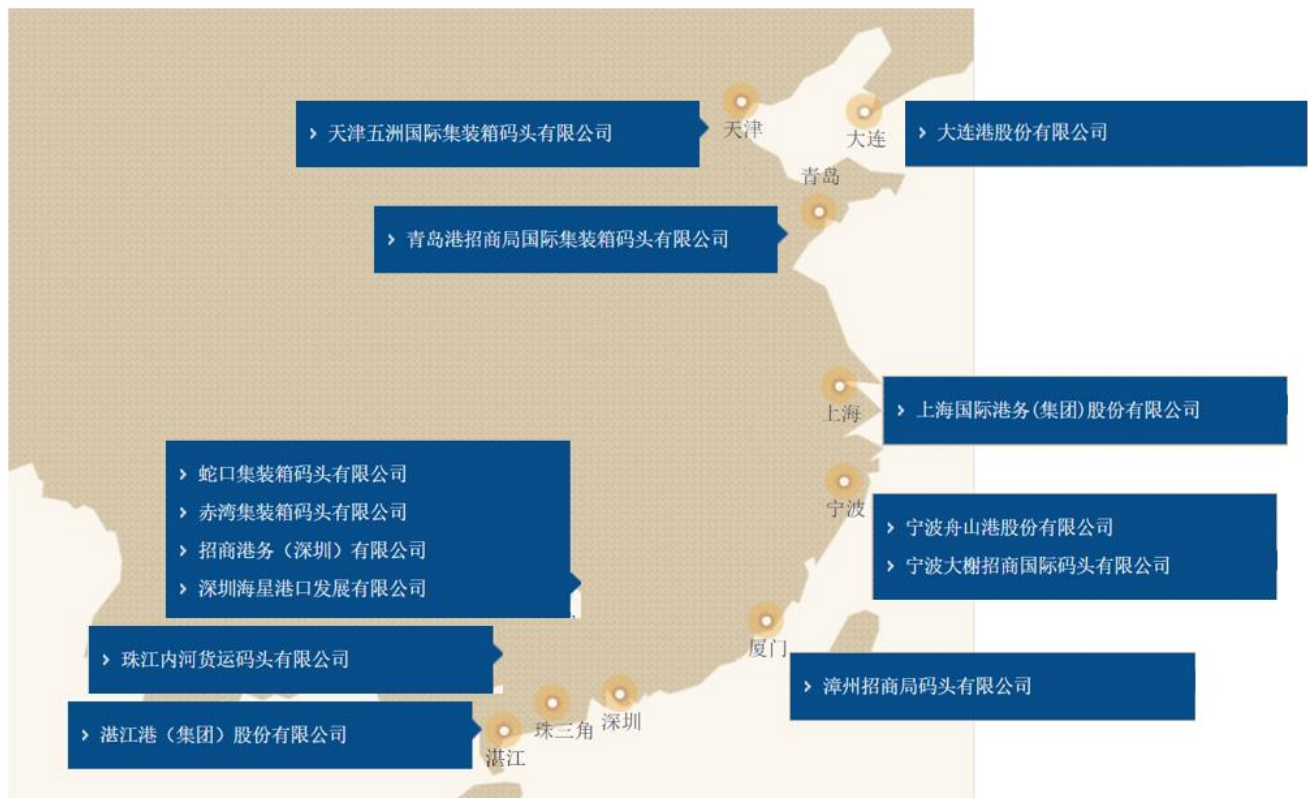 天津五洲国际集装箱码头有限公司
天津
大连
大连港股份有限公司
青岛
青岛港招商局国际集装箱码头有限公司
上海
上海国际港务(集团)股份有限公司
蛇口集装箱码头有限公司
赤湾集装箱码头有限公司
招商港务（深圳）有限公司
深圳海星港口发展有限公司
宁波
宁波舟山港股份有限公司
宁波大榭招商国际码头有限公司
厦门
漳州招商局码头有限公司
珠江内河货运码头有限公司
深圳
珠三角
湛江港（集团）股份有限公司
湛江